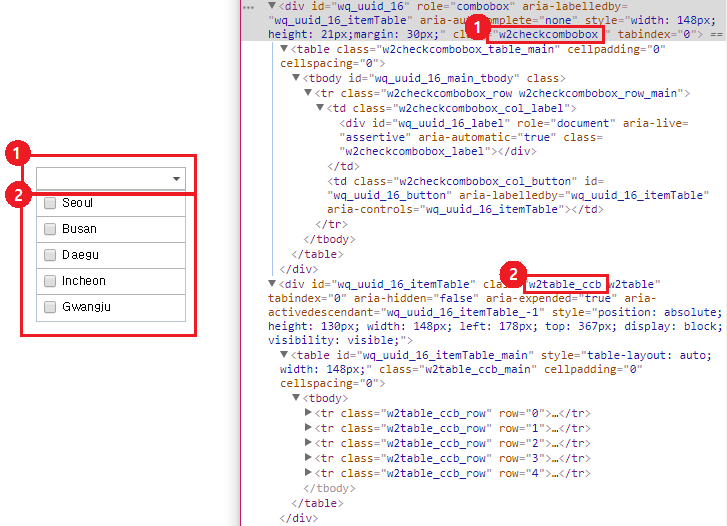 1
2
Seoul
Busan
Daegu
Incheon
Gwangju
<div id="wq_uuid_16" role="combobox" aria-labelledby=
"wq_uuid_16_itemTable" aria-autocomplete="none" style="width: 148px;
height: 21px;margin: 30px;" class="w2checkcombobox " tabindex="0"> ==
1
<table class="w2checkcombobox_table_main" cellpadding="0"
cellspacing="0">
<tbody id="wq_uuid_16_main_tbody" class>
<tr class="w2checkcombobox_row w2checkcombobox_row_main">
<td class="w2checkcombobox_col_label">
<div id="wq_uuid_16_label" role="document" aria-live=
"assertive" aria-automatic="true" class=
"w2checkcombobox_label"></div>
</td>
<td class="w2checkcombobox_col_button" id=
"wq_uuid_16_button" aria-labelledby="wq_uuid_16_itemTable"
aria-controls="wq_uuid_16_itemTable"></td>
</tr>
</tbody>
</table>
</div>
2
<div id="wq_uuid_16_itemTable" class="w2table_ccb w2table"
tabindex="0" aria-hidden="false" aria-expended="true" aria-
activedescendant="wq_uuid_16_itemTable_-1" style="position: absolute;
height: 130px; width: 148px; left: 178px; top: 367px; display: block;
visibility: visible;">
<table id="wq_uuid_16_itemTable_main" style="table-layout: auto;
width: 148px;" class="w2table_ccb_main" cellpadding="0"
cellspacing="0">
<tbody>
<tr class="w2table_ccb_row" row="0">…</tr>
<tr class="w2table_ccb_row" row="1">…</tr>
<tr class="w2table_ccb_row" row="2">…</tr>
<tr class="w2table_ccb_row" row="3">…</tr>
<tr class="w2table_ccb_row" row="4">…</tr>
</tbody>
</table>
</div>